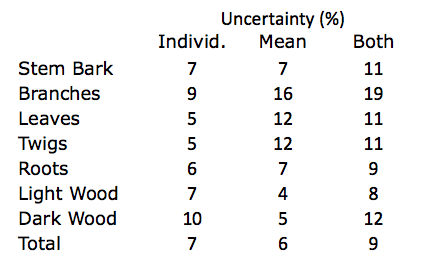 Uncertainty (%)
Individ. Mean Both
Stem Bark 7 7 11
Branches 9 16 19
Leaves 5 12 11
Twigs 5 12 11
Roots 6 7 9
Light Wood 7 4 8
Dark Wood 10 5 12
Total 7 6 9